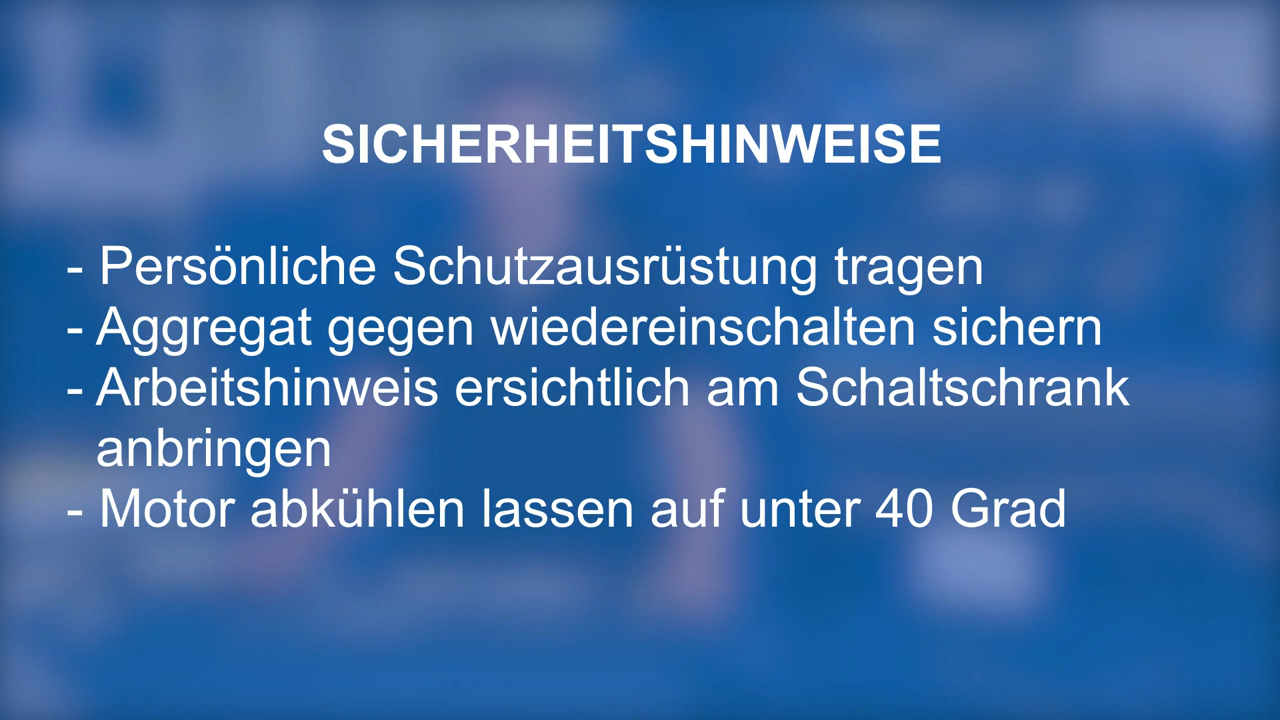 SICHERHEITSHINWEISE
- Persönliche Schutzausrüstung tragen
- Aggregat gegen wiedereinschalten sichern
- Arbeitshinweis ersichtlich am Schaltschrank
anbringen
- Motor abkühlen lassen auf unter 40 Grad